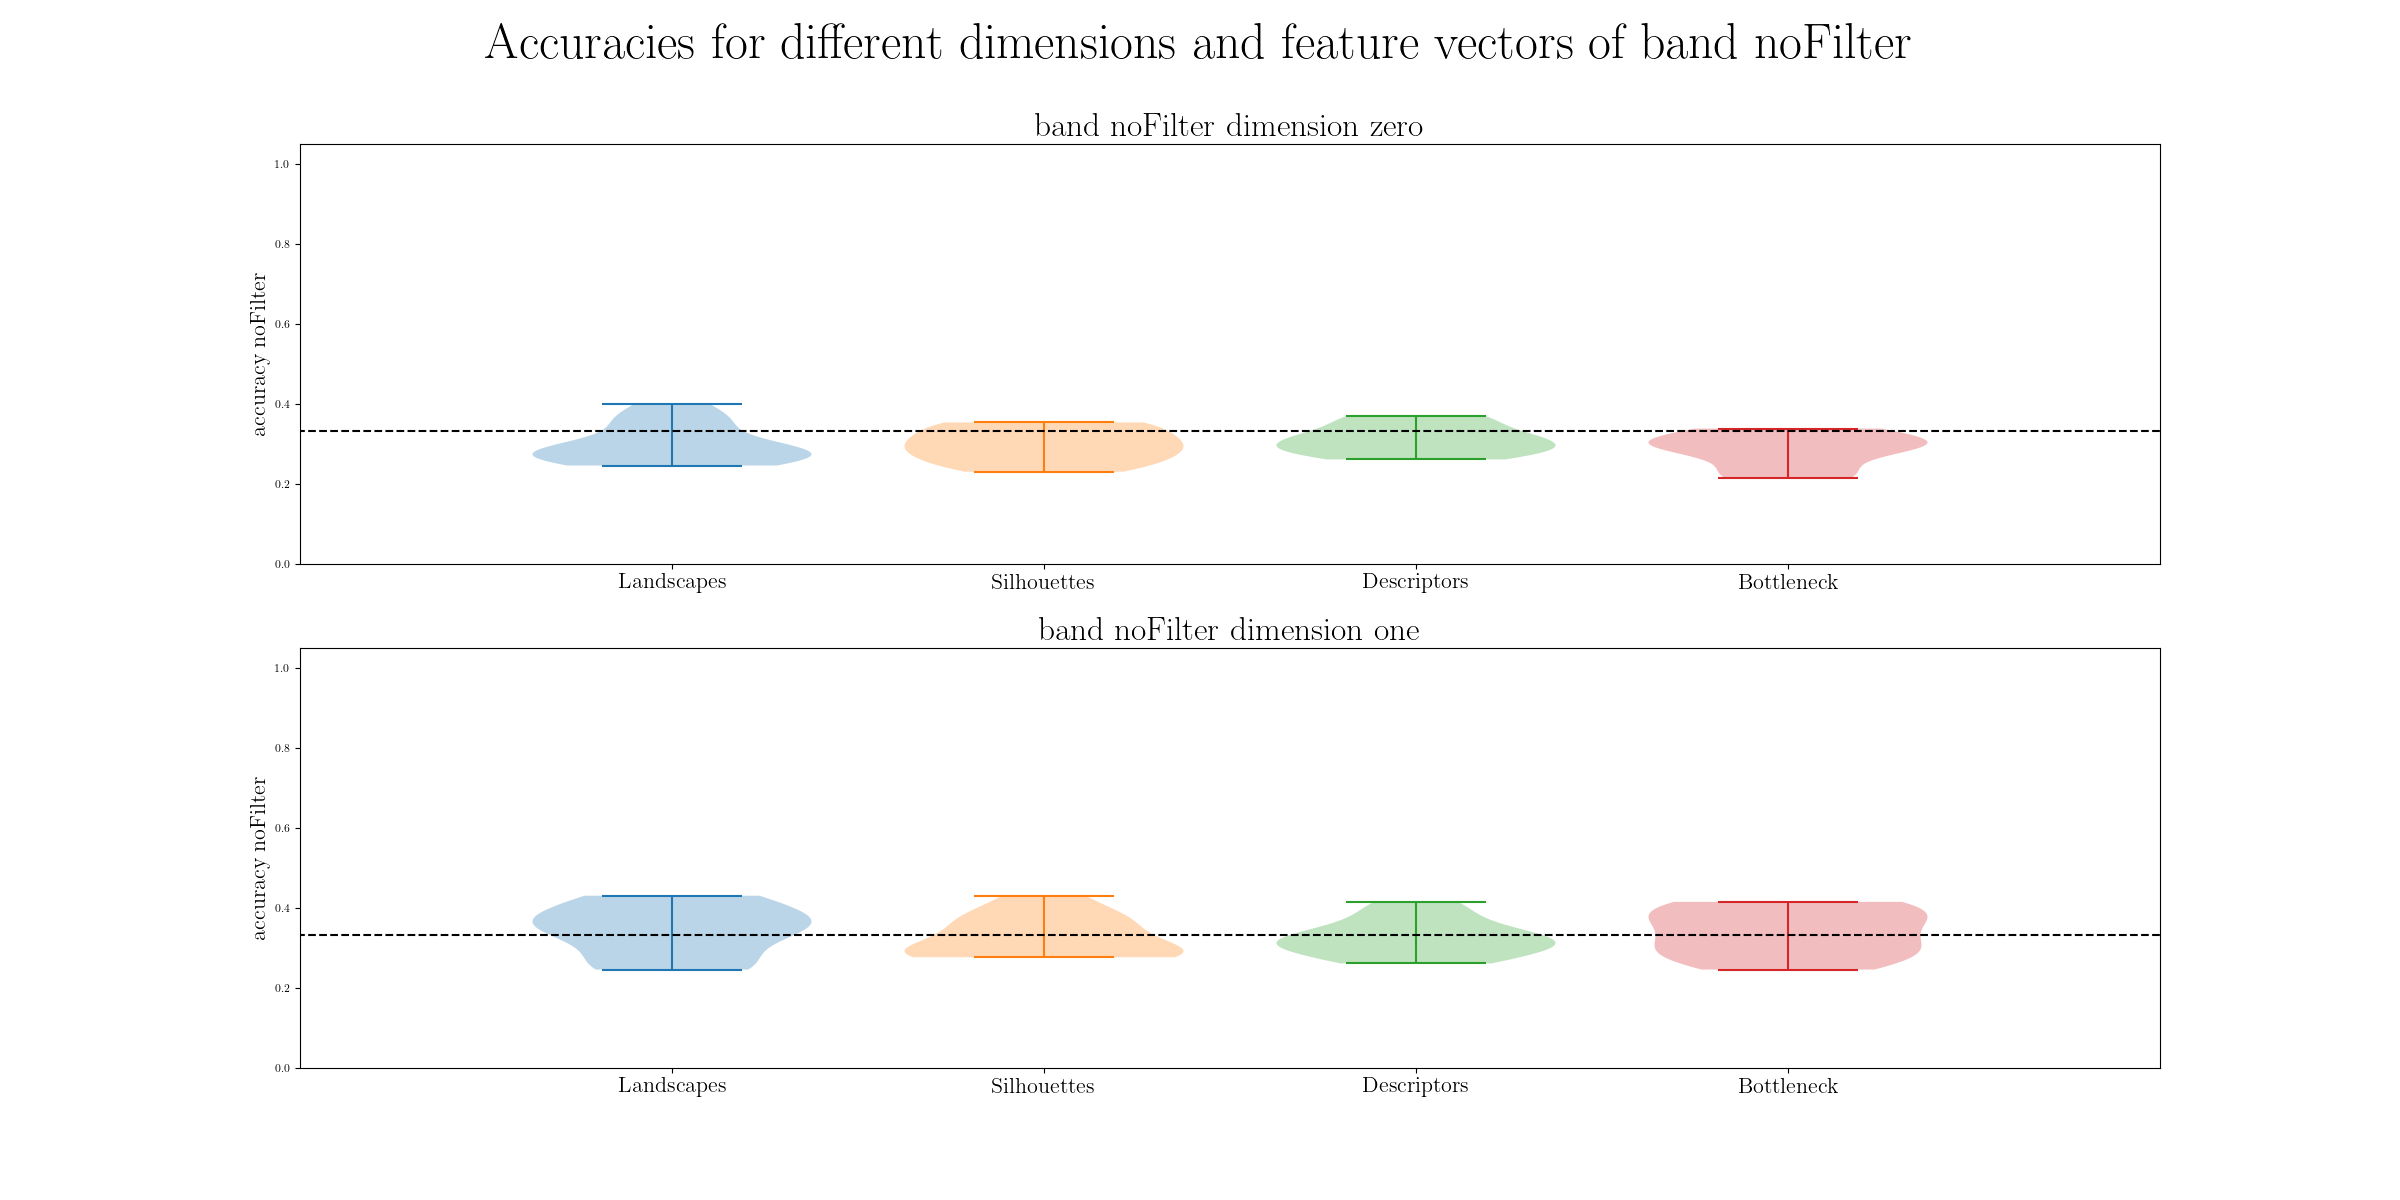 Accuracies for different dimensions and feature vectors of band noFilter
band noFilter dimension zero
accuracy noFilter
1.0
0.8
0.6
0.4
0.2
0.0
Landscapes Silhouettes Descriptors Bottleneck
band noFilter dimension one
accuracy noFilter
1.0
0.8
0.6
0.4
0.2
0.0
Landscapes Silhouettes Descriptors Bottleneck